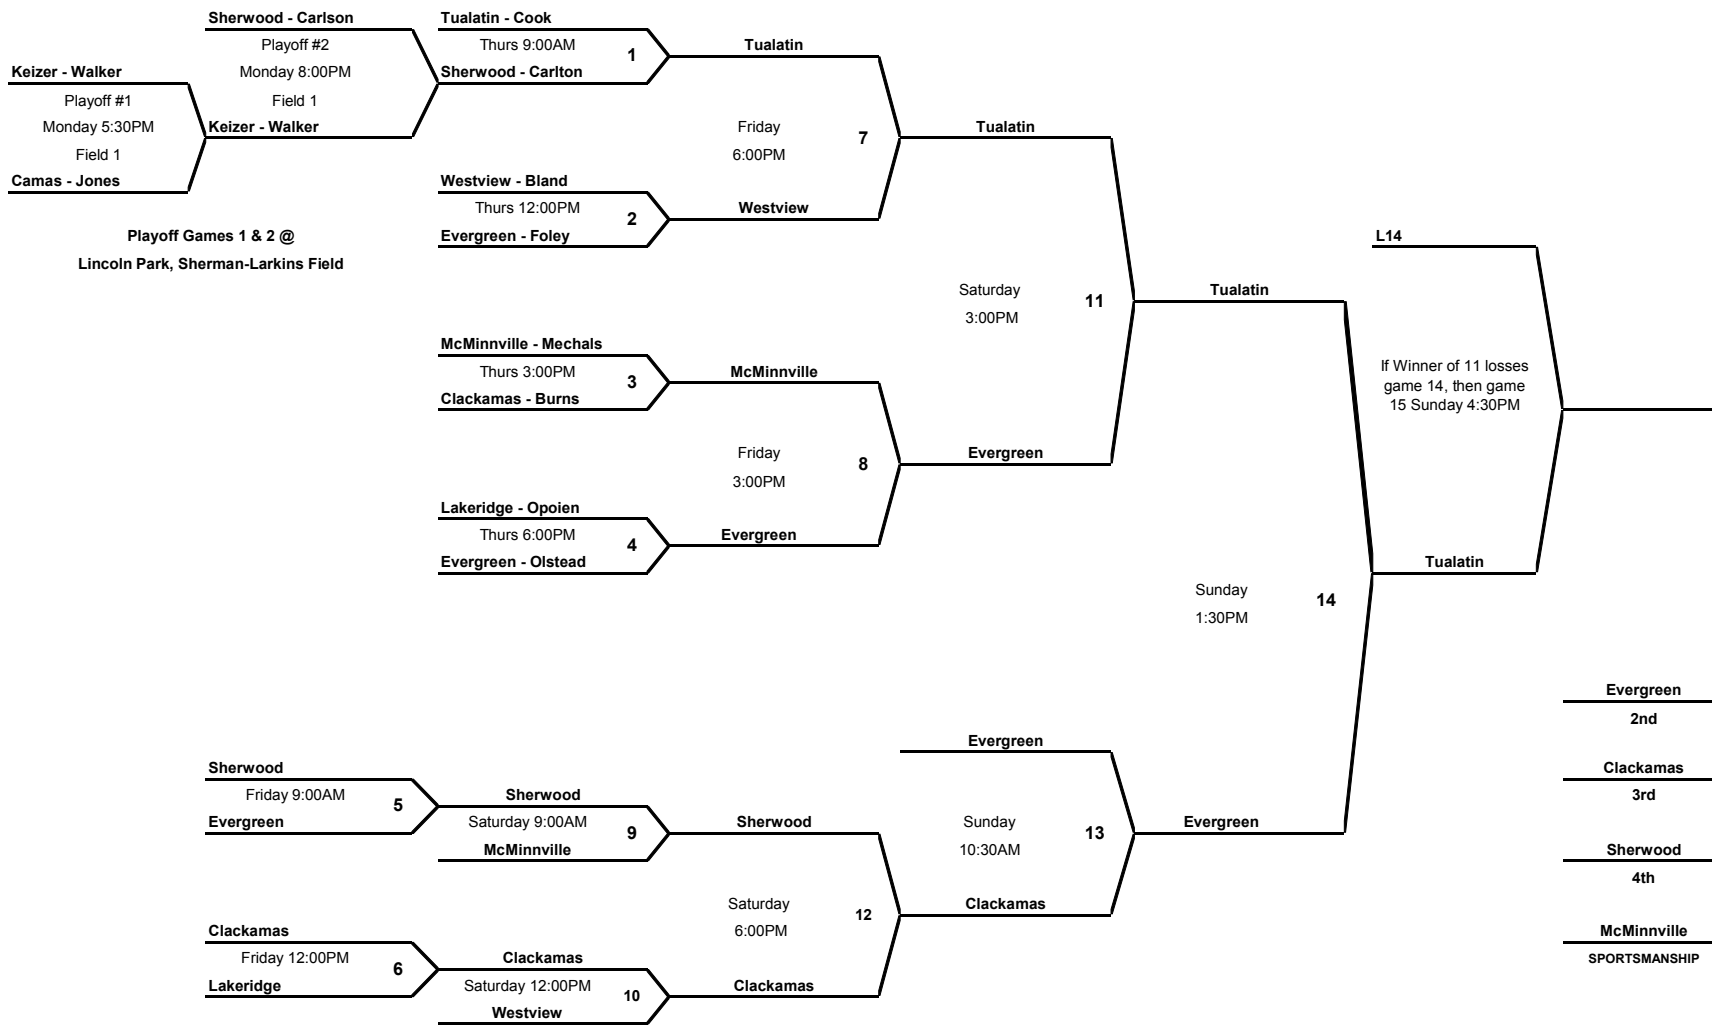 Sherwood - Carlson
Playoff #2
Monday 8:00PM
Field 1
Keizer - Walker
Keizer - Walker
Playoff #1
Monday 5:30PM
Field 1
Camas - Jones
Playoff Games 1 & 2 @
Lincoln Park, Sherman-Larkins Field
Tualatin - Cook
Thurs 9:00AM
1
Sherwood - Carlton
Westview - Bland
Thurs 12:00PM
2
Evergreen - Foley
McMinnville - Mechals
Thurs 3:00PM
3
Clackamas - Burns
Lakeridge - Opoien
Thurs 6:00PM
4
Evergreen - Olstead
Tualatin
Friday
6:00PM
7
Westview
McMinnville
Friday
3:00PM
8
Evergreen
Tualatin
Saturday
3:00PM
11
Evergreen
Tualatin
Sunday
1:30PM
14
L14
If Winner of 11 losses
game 14, then game
15 Sunday 4:30PM
Tualatin
Sherwood
Friday 9:00AM
5
Evergreen
Clackamas
Friday 12:00PM
6
Lakeridge
Sherwood
Saturday 9:00AM
9
McMinnville
Clackamas
Saturday 12:00PM
10
Westview
Sherwood
Saturday
6:00PM
12
Clackamas
Evergreen
Sunday
10:30AM
13
Clackamas
Evergreen
Evergreen
2nd
Clackamas
3rd
Sherwood
4th
McMinnville
SPORTSMANSHIP